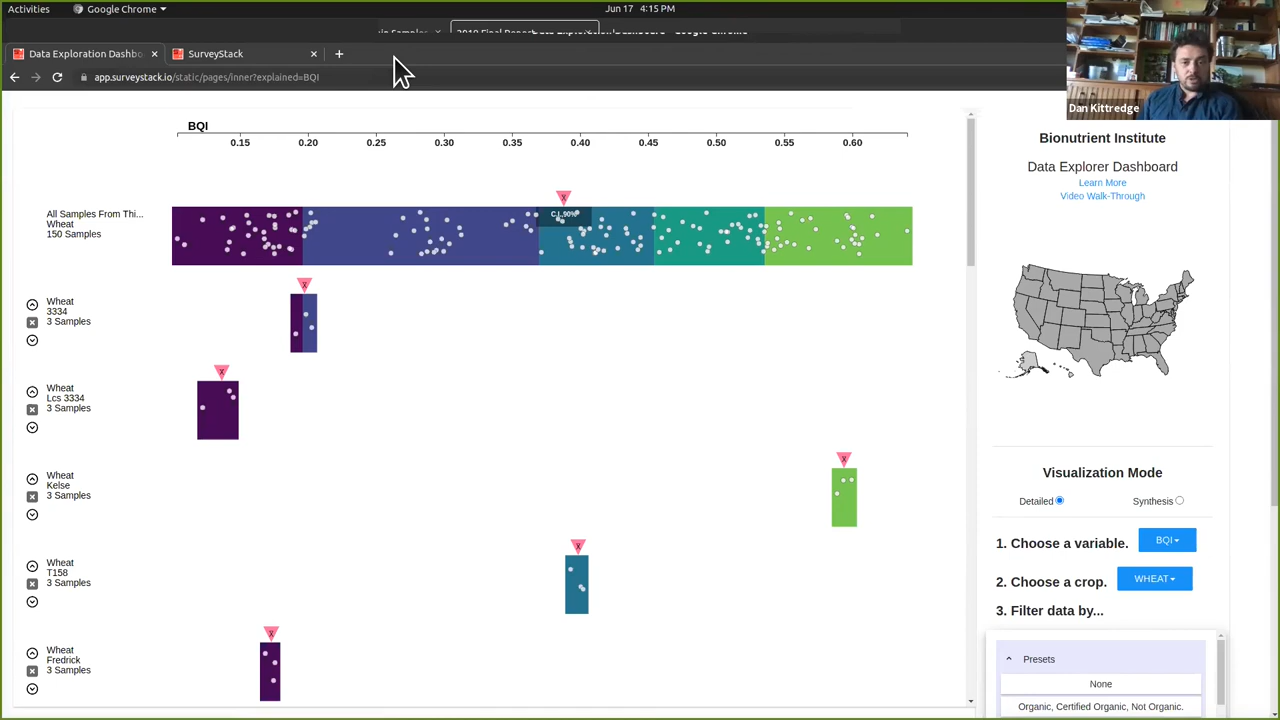 Activities
Google Chrome
Jun 17 4:15 PM
Data Exploration Dashbo
SurveyStack
app.surveystack.io/static/pages/inner?explained=BQI
Dan Kittredge
BQI
0.15 0.20 0.25 0.30 0.35 0.40 0.45 0.50 0.55 0.60
All Samples From Thi...
Wheat
150 Samples
C.I. 90%
Wheat
3334
3 Samples
Wheat
Lcs 3334
3 Samples
Wheat
Kelse
3 Samples
Wheat
T158
3 Samples
Wheat
Fredrick
3 Samples
Bionutrient Institute
Data Explorer Dashboard
Learn More
Video Walk-Through
Visualization Mode
Detailed Synthesis
1. Choose a variable. BQI
2. Choose a crop. WHEAT
3. Filter data by...
Presets
None
Organic, Certified Organic, Not Organic.